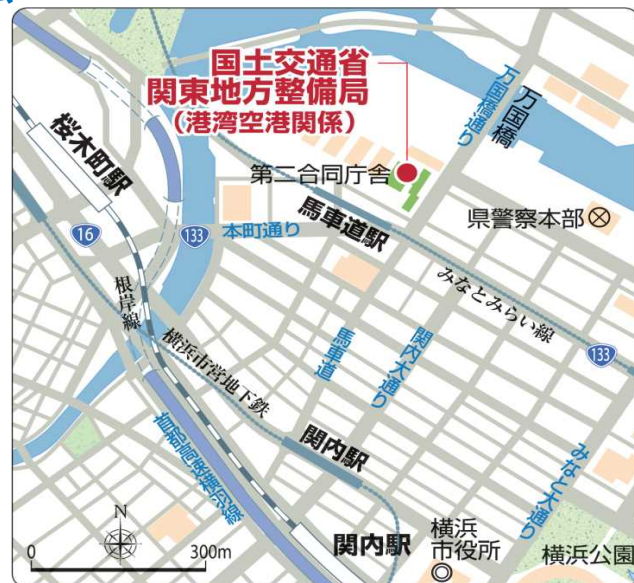 国土交通省
関東地方整備局
（港湾空港関係）
万国橋通り
万国橋
桜木町駅
第二合同庁舎
県警察本部
16
133
本町通り
馬車道駅
みなとみらい線
根岸線
横浜市営地下鉄
馬車道
関内大通り
133
首都高速横羽線
関内駅
みなと大通り
N
0
300m
関内駅
横浜
市役所
横浜公園